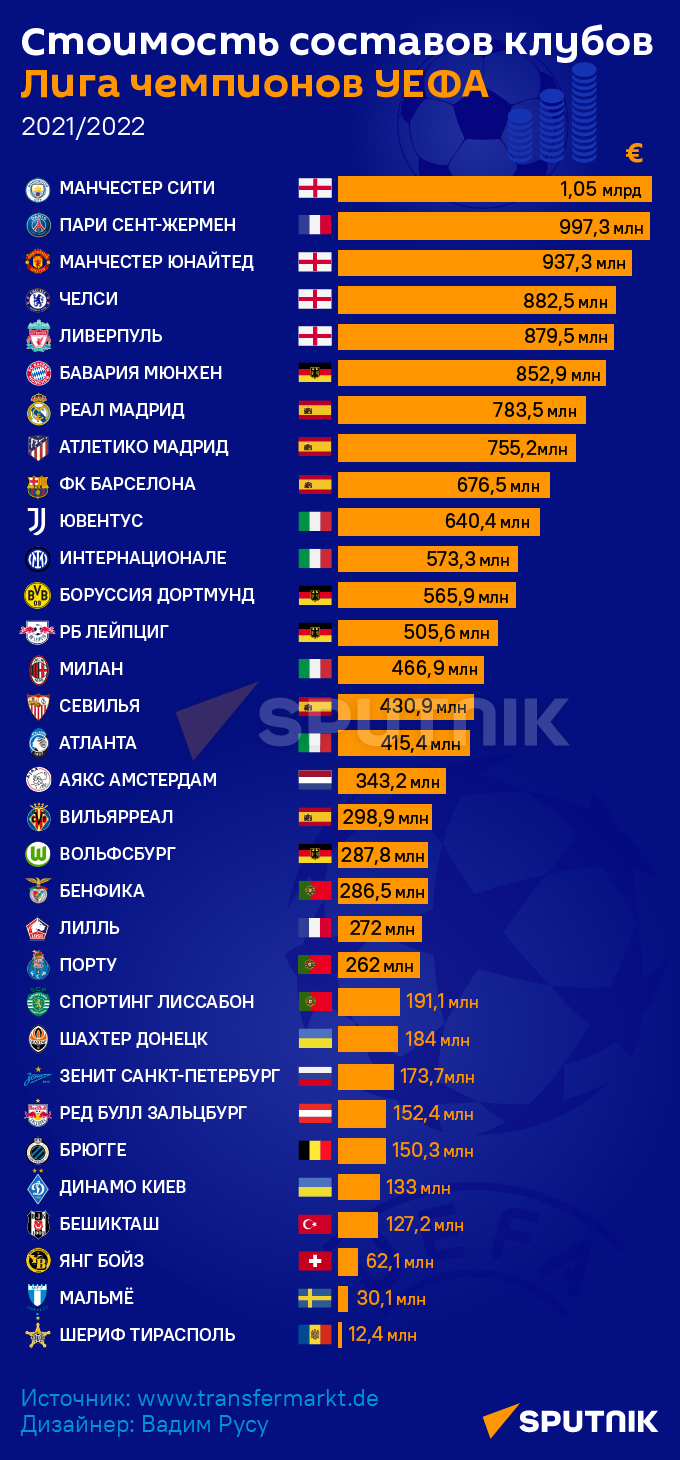 Стоимость составов клубов
Лига чемпионов УЕФА
2021/2022
€
МАНЧЕСТЕР СИТИ 1,05 млрд
ПАРИ СЕНТ-ЖЕРМЕН 997,3 млн
МАНЧЕСТЕР ЮНАЙТЕД 937,3 млн
ЧЕЛСИ 882,5 млн
ЛИВЕРПУЛЬ 879,5 млн
БАВАРИЯ МЮНХЕН 852,9 млн
РЕАЛ МАДРИД 783,5 млн
АТЛЕТИКО МАДРИД 755,2млн
ФК БАРСЕЛОНА 676,5 млн
ЮВЕНТУС 640,4 млн
ИНТЕРНАЦИОНАЛЕ 573,3 млн
БОРУССИЯ ДОРТМУНД 565,9 млн
РБ ЛЕЙПЦИГ 505,6 млн
МИЛАН 466,9 млн
СЕВИЛЬЯ 430,9 млн
SPUTNIK
АТЛАНТА 415,4 млн
АЯКС АМСТЕРДАМ 343,2 млн
ВИЛЬЯРРЕАЛ 298,9 млн
ВОЛЬФСБУРГ 287,8 млн
БЕНФИКА 286,5 млн
ЛИЛЛЬ 272 млн
ПОРТУ 262 млн
СПОРТИНГ ЛИССАБОН 191,1 млн
ШАХТЕР ДОНЕЦК 184 млн
ЗЕНИТ САНКТ-ПЕТЕРБУРГ 173,7млн
РЕД БУЛЛ ЗАЛЬЦБУРГ 152,4 млн
БРЮГГЕ 150,3 млн
ДИНАМО КИЕВ 133 млн
БЕШИКТАШ 127,2 млн
UEFA
ЯНГ БОЙЗ 62,1 млн
МАЛЬМЁ 30,1 млн
ШЕРИФ ТИРАСПОЛЬ 12,4 млн
Источник: www.transfermarkt.de
Дизайнер: Вадим Русу
SPUTNIK